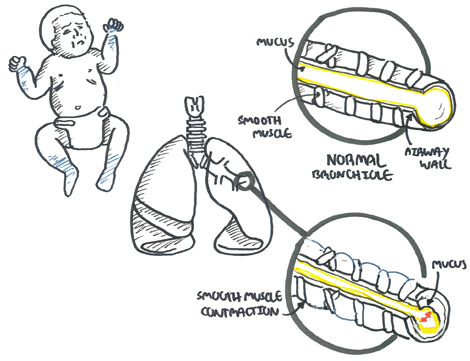 MUCUS
SMOOTH
MUSCLE
NORMAL
BRONCHIOLE
AIRWAY
WALL
MUCUS
SMOOTH MUSCLE
CONTRACTION